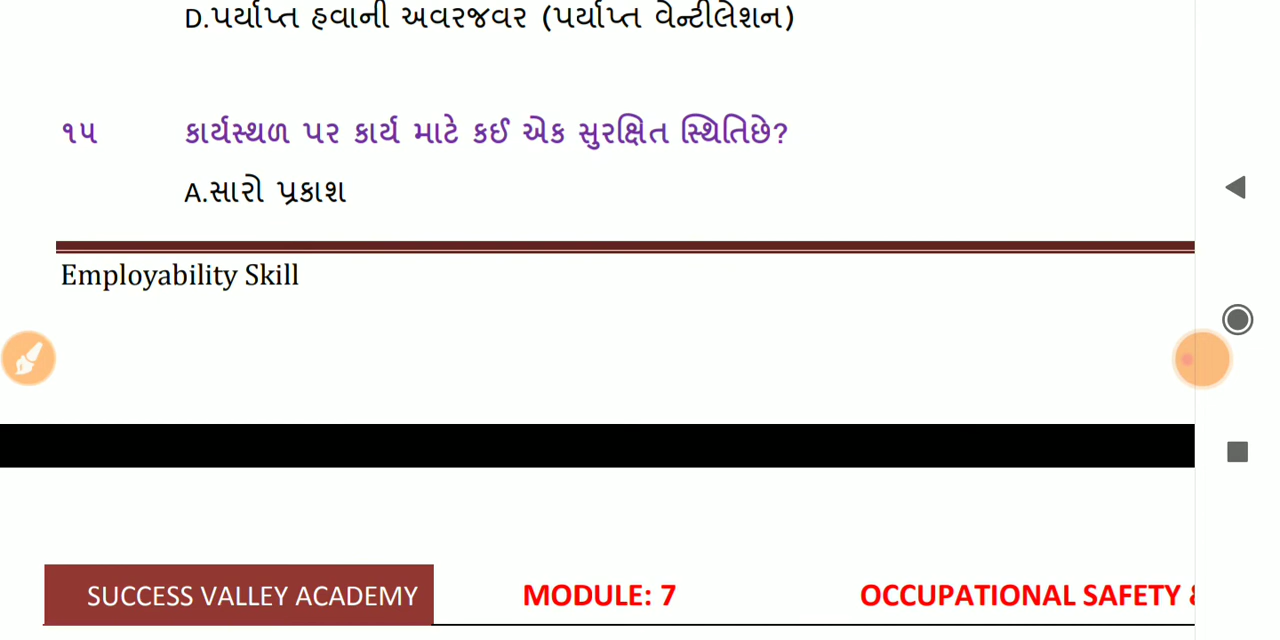 D.પર્યાપ્ત હવાની અવરજવર (પર્યાપ્ત વેન્ટીલેશન)
૧૫ કાર્યસ્થળ પર કાર્ય માટે કઈ એક સુરક્ષિત સ્થિતિછે?
A.સારો પ્રકાશ
Employability Skill
SUCCESS VALLEY ACADEMY MODULE: 7 OCCUPATIONAL SAFETY &